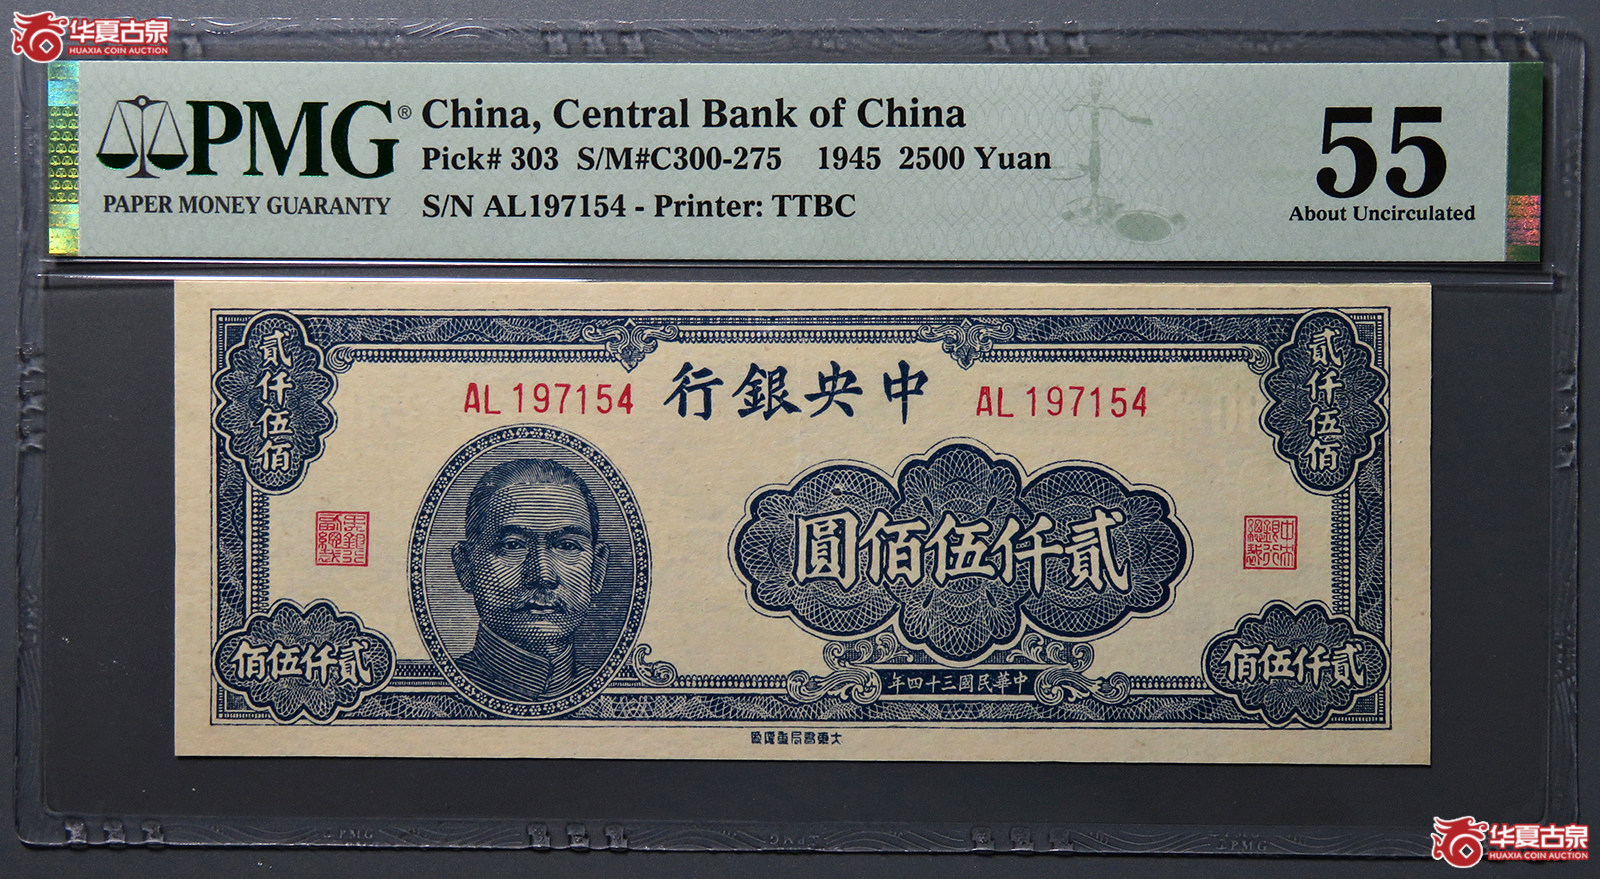 华夏古泉
HUAXIA COIN AUCTION
PMG®
PAPER MONEY GUARANTY
China, Central Bank of China
Pick# 303 S/M#C300-275 1945 2500 Yuan
S/N AL197154 - Printer: TTBC
55
About Uncirculated
貳仟伍佰
貳仟伍佰
AL 197154
行銀央中
AL 197154
圓佰伍仟貳
佰伍仟貳
佰伍仟貳
年四十三國民華中
PMG
PMG
华夏古泉
HUAXIA COIN AUCTION